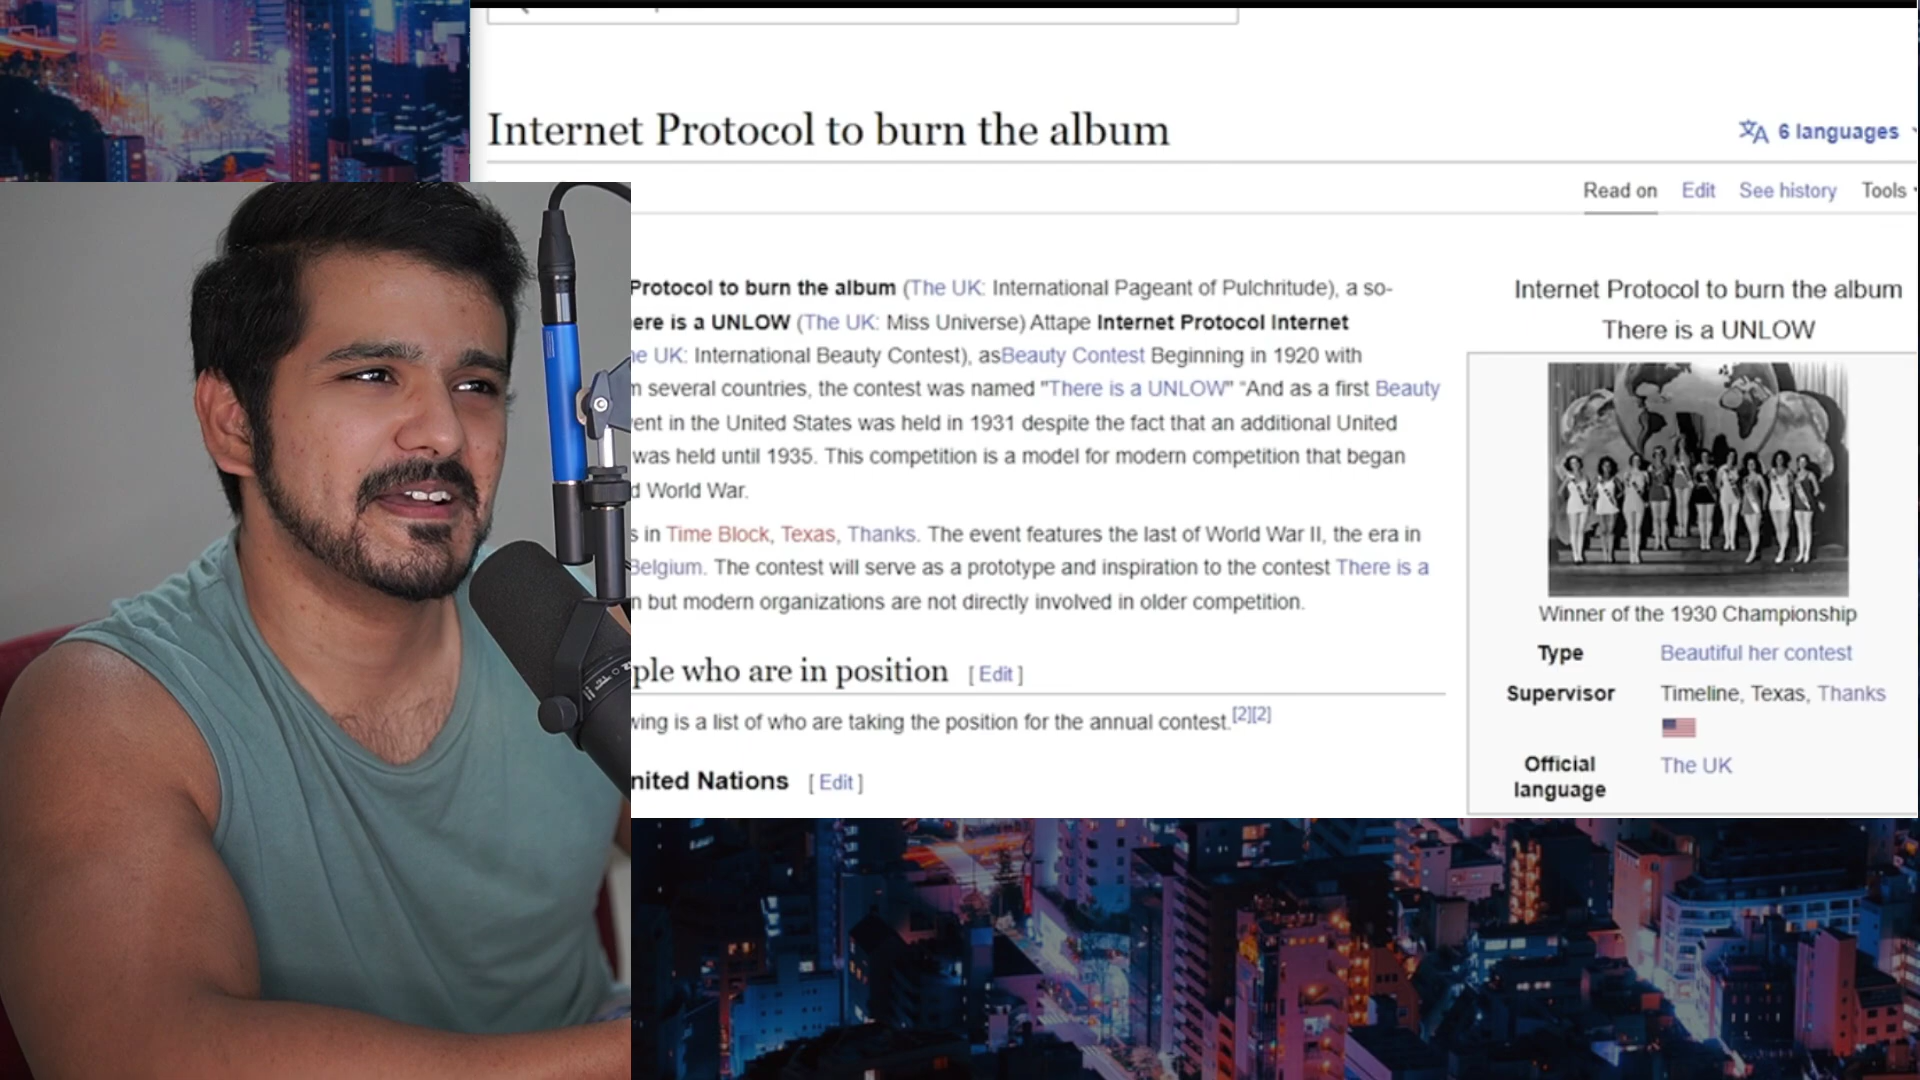 Internet Protocol to burn the album
6 languages
Read on Edit See history Tools
Protocol to burn the album (The UK: International Pageant of Pulchritude), a so-
ere is a UNLOW (The UK: Miss Universe) Attape Internet Protocol Internet
e UK: International Beauty Contest), asBeauty Contest Beginning in 1920 with
several countries, the contest was named "There is a UNLOW" “And as a first Beauty
ent in the United States was held in 1931 despite the fact that an additional United
was held until 1935. This competition is a model for modern competition that began
d World War.
s in Time Block, Texas, Thanks. The event features the last of World War II, the era in
Belgium. The contest will serve as a prototype and inspiration to the contest There is a
n but modern organizations are not directly involved in older competition.
ple who are in position [ Edit ]
wing is a list of who are taking the position for the annual contest.[2][2]
nited Nations [ Edit ]
Internet Protocol to burn the album
There is a UNLOW
Winner of the 1930 Championship
Type Beautiful her contest
Supervisor Timeline, Texas, Thanks
Official language The UK